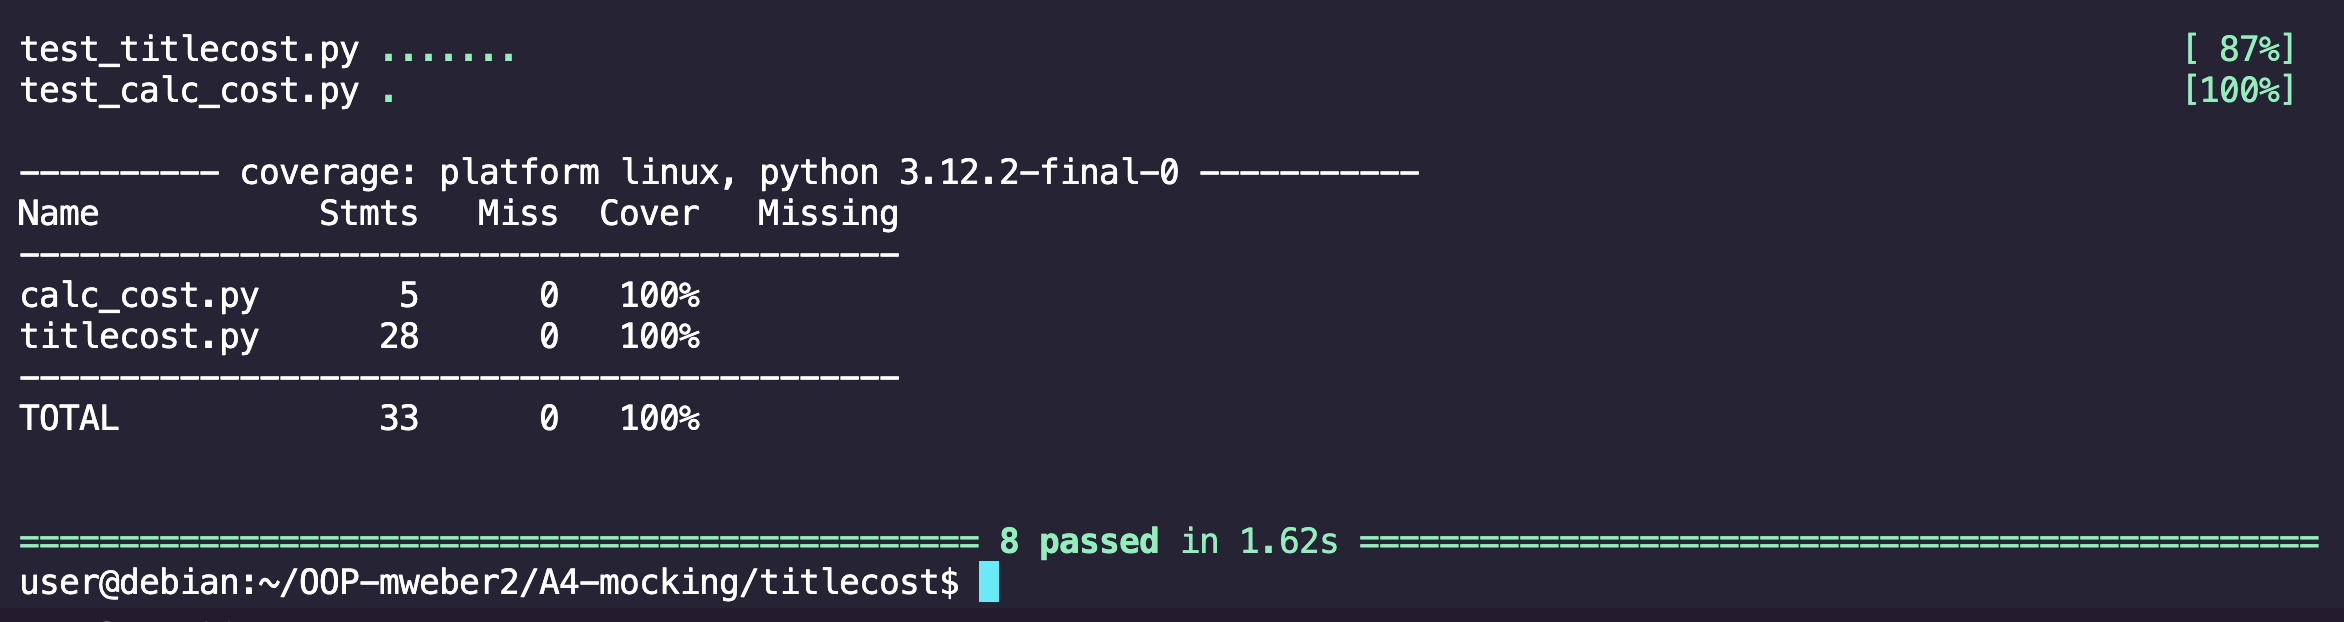 test_titlecost.py ....... [ 87%]
test_calc_cost.py . [100%]
---------- coverage: platform linux, python 3.12.2-final-0 -----------
Name Stmts Miss Cover Missing
--------------------------------------------
calc_cost.py 5 0 100%
titlecost.py 28 0 100%
--------------------------------------------
TOTAL 33 0 100%
================================================ 8 passed in 1.62s ================================================
user@debian:~/OOP-mweber2/A4-mocking/titlecost$